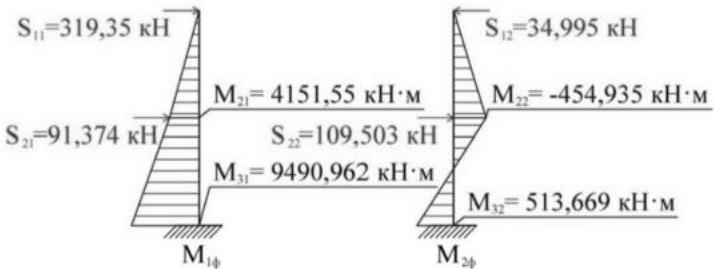 S₁₁=319,35 кН
S₁₂=34,995 кН
M₂₁= 4151,55 кН·м
M₂₂= -454,935 кН·м
S₂₁=91,374 кН
S₂₂=109,503 кН
M₃₁= 9490,962 кН·м
M₃₂= 513,669 кН·м
M₁ф
M₂ф